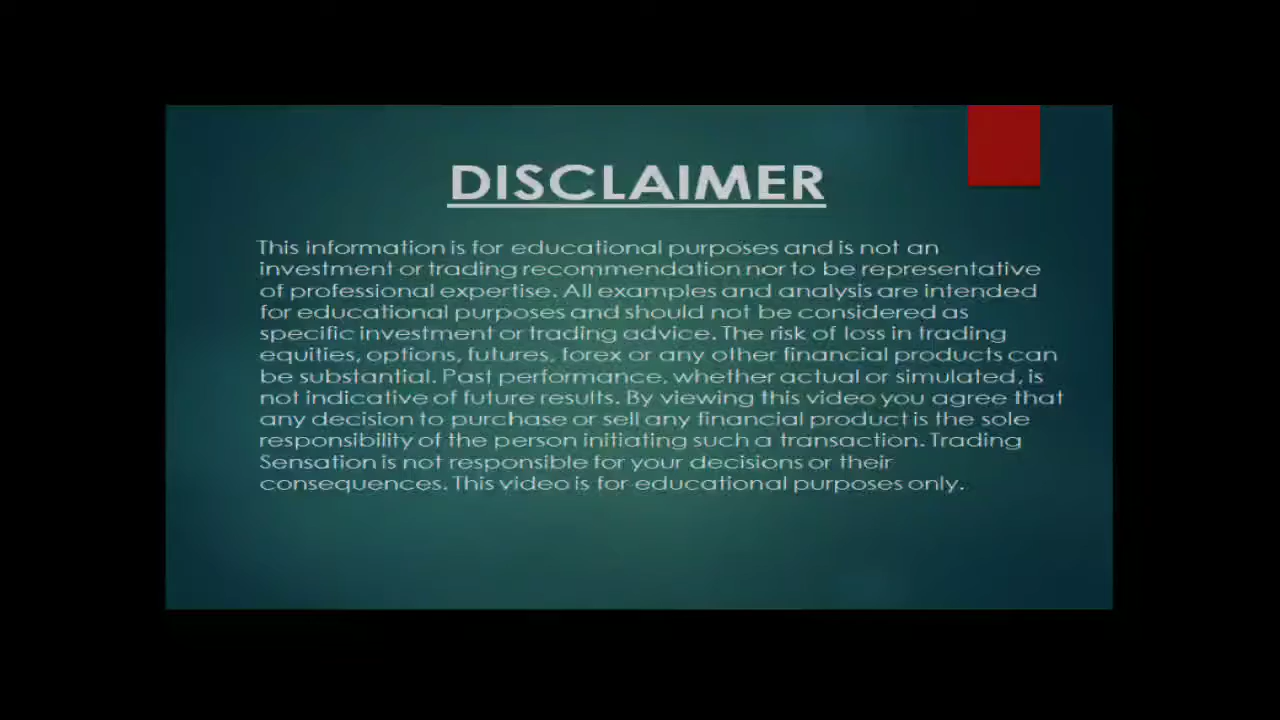 DISCLAIMER
This information is for educational purposes and is not an
investment or trading recommendation nor to be representative
of professional expertise. All examples and analysis are intended
for educational purposes and should not be considered as
specific investment or trading advice. The risk of loss in trading
equities, options, futures, forex or any other financial products can
be substantial. Past performance, whether actual or simulated, is
not indicative of future results. By viewing this video you agree that
any decision to purchase or sell any financial product is the sole
responsibility of the person initiating such a transaction. Trading
Sensation is not responsible for your decisions or their
consequences. This video is for educational purposes only.